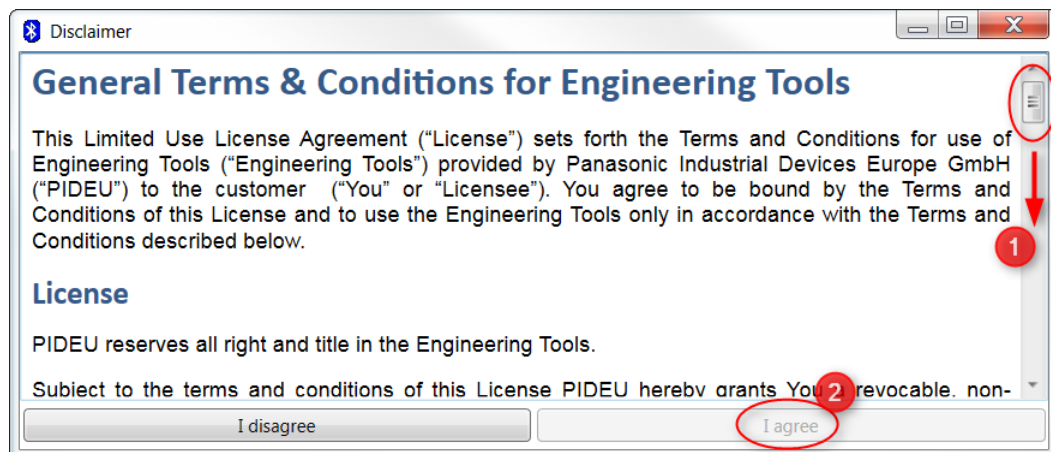 Disclaimer
General Terms & Conditions for Engineering Tools
This Limited Use License Agreement (“License”) sets forth the Terms and Conditions for use of
Engineering Tools (“Engineering Tools”) provided by Panasonic Industrial Devices Europe GmbH
(“PIDEU”) to the customer (“You” or “Licensee”). You agree to be bound by the Terms and
Conditions of this License and to use the Engineering Tools only in accordance with the Terms and
Conditions described below.
1
License
PIDEU reserves all right and title in the Engineering Tools.
Subject to the terms and conditions of this License PIDEU hereby grants You a revocable, non-
2
I disagree
I agree